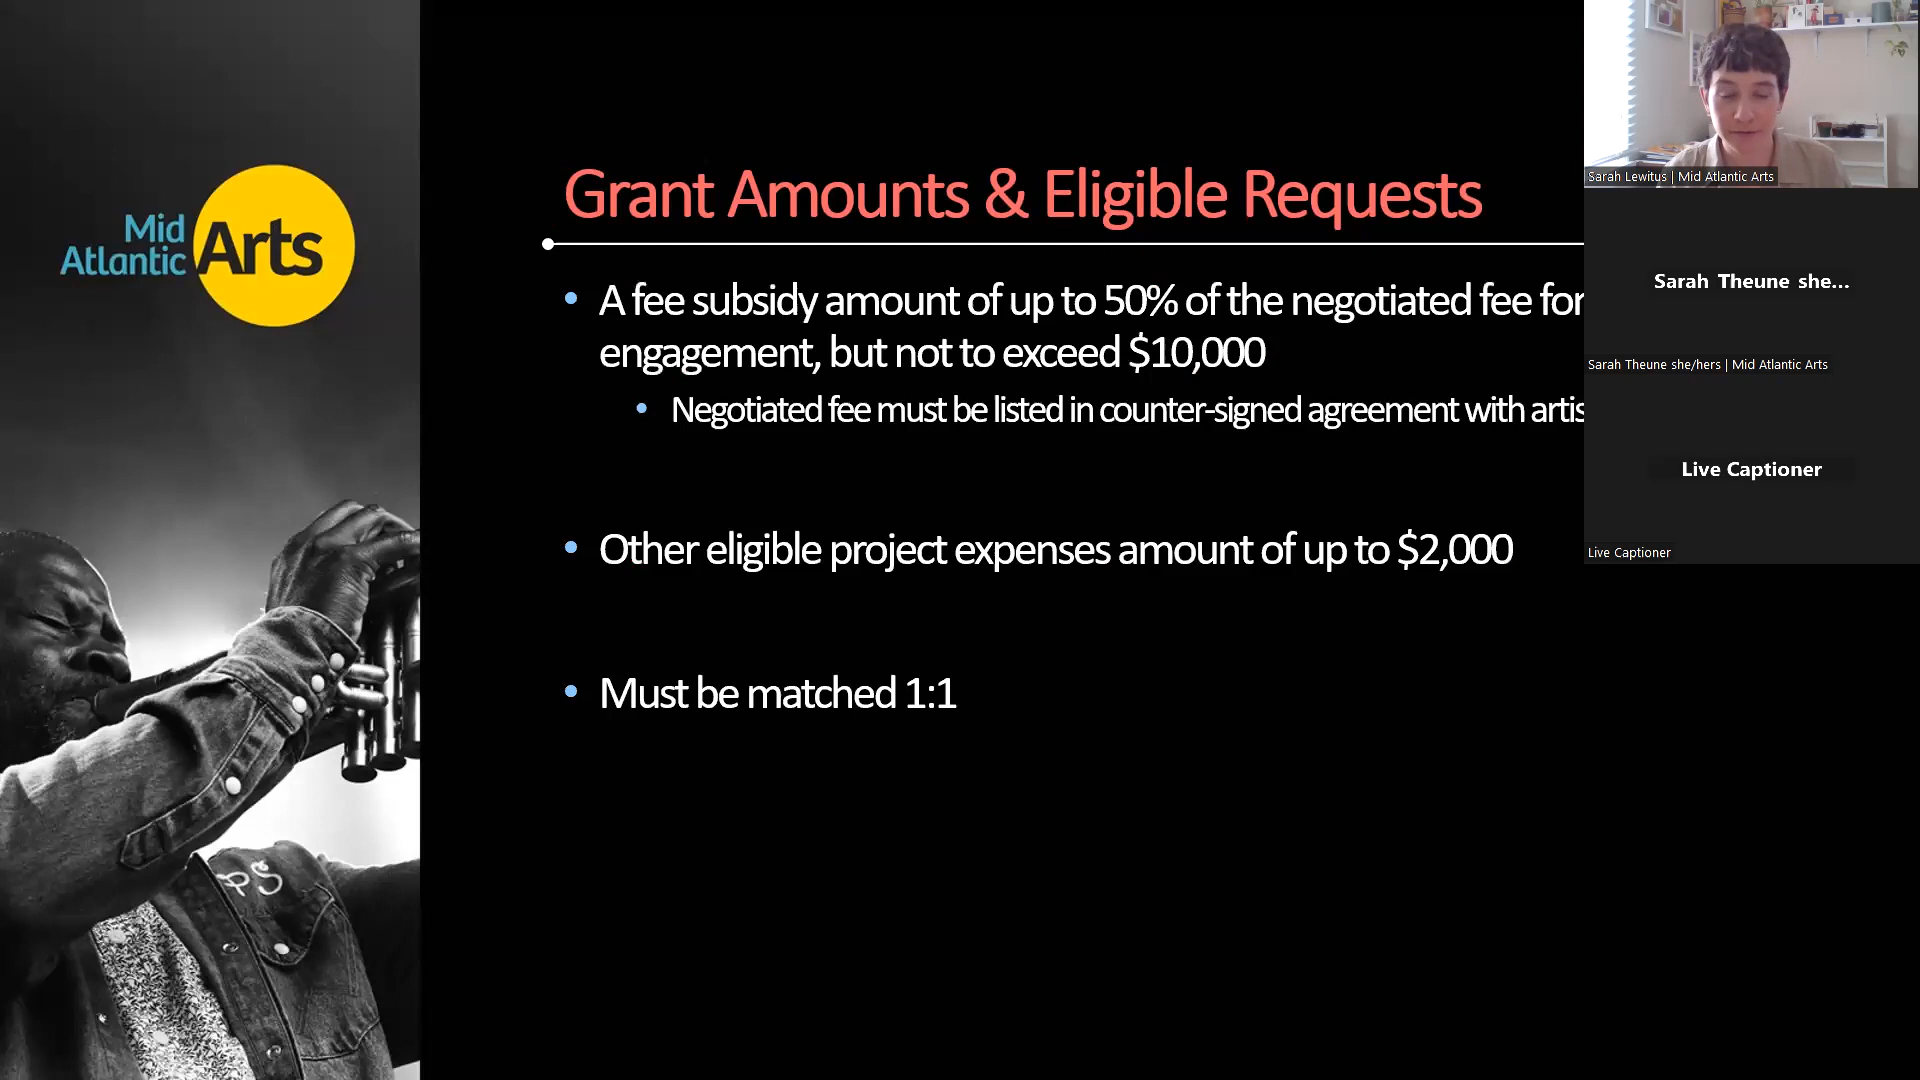 Mid
Atlantic
Arts
Grant Amounts & Eligible Requests
• A fee subsidy amount of up to 50% of the negotiated fee for
engagement, but not to exceed $10,000
• Negotiated fee must be listed in counter-signed agreement with artis
• Other eligible project expenses amount of up to $2,000
• Must be matched 1:1
PS
Sarah Lewitus | Mid Atlantic Arts
Sarah Theune she...
Sarah Theune she/hers | Mid Atlantic Arts
Live Captioner
Live Captioner